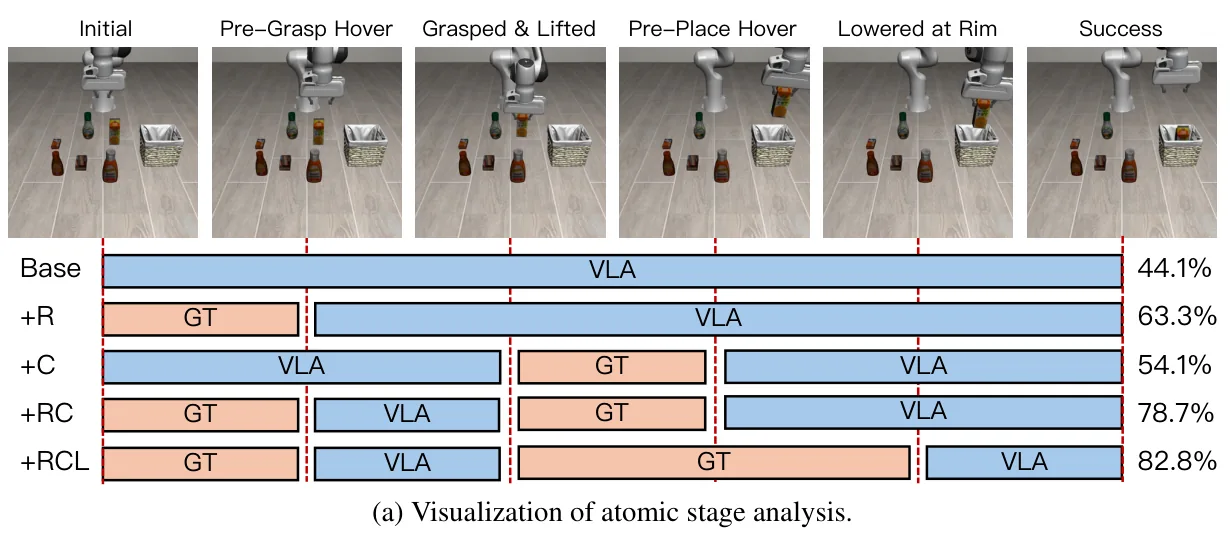 Initial Pre-Grasp Hover Grasped & Lifted Pre-Place Hover Lowered at Rim Success
Base VLA 44.1%
+R GT VLA 63.3%
+C VLA GT VLA 54.1%
+RC GT VLA GT VLA 78.7%
+RCL GT VLA GT VLA 82.8%
(a) Visualization of atomic stage analysis.